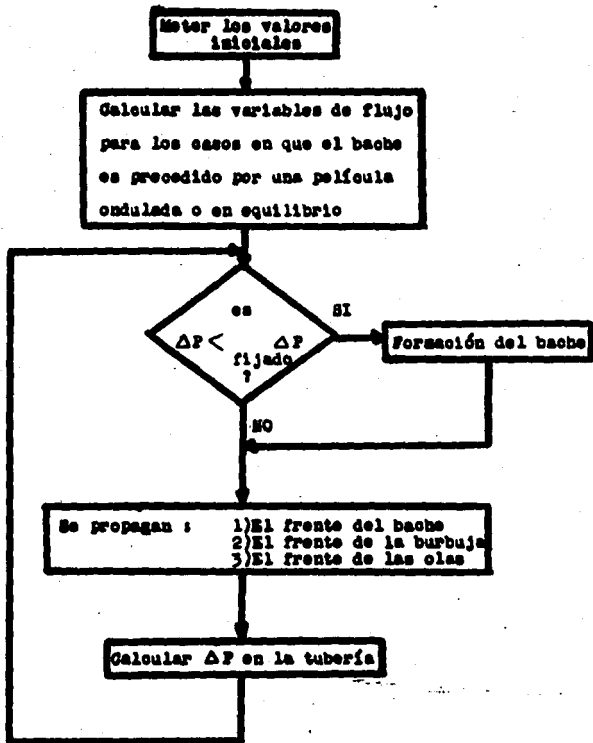 Meter los valores
iniciales
Calcular las variables de flujo
para los casos en que el bache
es precedido por una película
ondulada o en equilibrio
es
ΔP < ΔP
fijado
?
SI
Formación del bache
NO
Se propagan : 1)El frente del bache
2)El frente de la burbuja
3)El frente de las olas
Calcular ΔP en la tubería